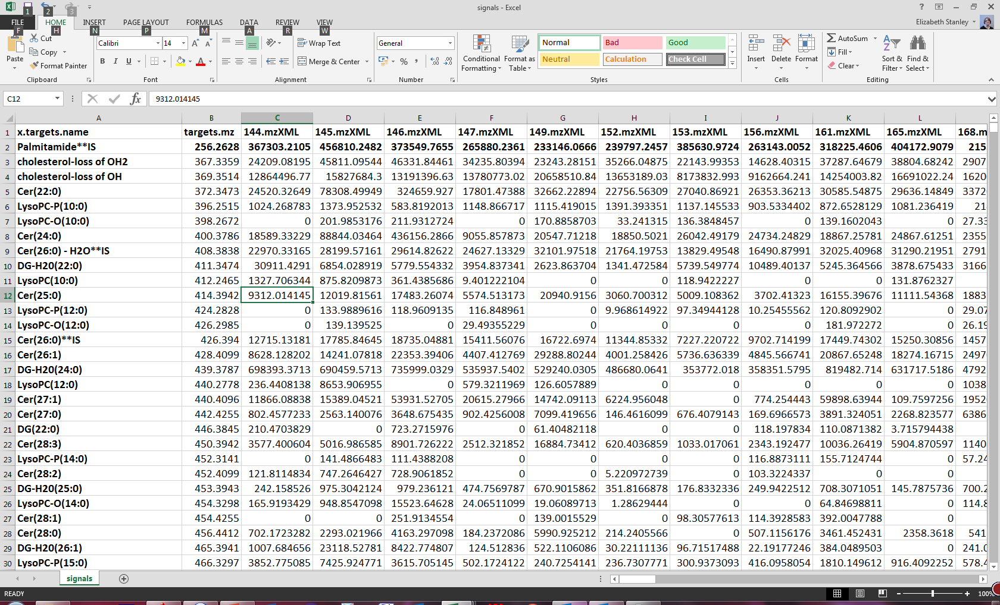 signals - Excel
1 2 3
FILE HOME INSERT PAGE LAYOUT FORMULAS DATA REVIEW VIEW Elizabeth Stanley
F H N P M A R W
Paste Cut Calibri 14 Wrap Text General Normal Bad Good AutoSum
Copy Merge & Center Conditional Formatting Format as Table Neutral Calculation Check Cell Insert Delete Format Fill Sort & Filter Find & Select
Format Painter B I U Clear
Clipboard Font Alignment Number Styles Cells Editing
C12 fx 9312.014145
A B C D E F G H I J K L
1 x.targets.name targets.mz 144.mzXML 145.mzXML 146.mzXML 147.mzXML 149.mzXML 152.mzXML 153.mzXML 156.mzXML 161.mzXML 165.mzXML 168.m
2 Palmitamide**IS 256.2628 367303.2105 456810.2482 373549.7655 265880.2361 233146.0666 239797.2457 385630.9724 263143.0052 318225.4606 404172.9079 215
3 cholesterol-loss of OH2 367.3359 24209.08195 45811.09544 46331.84461 34235.80394 23243.28151 35266.04875 22143.99353 14628.40315 37287.64679 38804.68242 2907
4 cholesterol-loss of OH 369.3514 12864496.77 15827684.3 13191396.63 13780773.02 20658510.84 13653189.03 8173832.993 9162664.241 14254003.82 16691022.24 1620
5 Cer(22:0) 372.3473 24520.32649 78308.49949 324659.927 17801.47388 32662.22894 22756.56309 27040.86921 26353.36213 30585.54875 29636.14849 3372
6 LysoPC-P(10:0) 396.2515 1024.268783 1373.952532 583.8192013 1148.866717 1115.419015 1391.393351 1137.145533 903.5334402 872.6528129 1081.236419 21
7 LysoPC-O(10:0) 398.2672 0 201.9853176 211.9312724 0 170.8858703 33.241315 136.3848457 0 139.1602043 0 27.33
8 Cer(24:0) 400.3786 18589.33229 88844.03464 436156.2866 9055.857873 20547.71218 18850.5021 26042.49179 24734.24829 18867.25781 24867.61251 2355
9 Cer(26:0) - H2O**IS 408.3838 22970.33165 28199.57161 29614.82622 24627.13329 32101.97518 21764.19753 13829.49548 16490.87991 32025.40968 31290.21951 2791
10 DG-H20(22:0) 411.3474 30911.4291 6854.028919 5779.554332 3954.837341 2623.863704 1341.472584 5739.549774 10489.40137 5245.364566 3878.675433 3166
11 LysoPC(10:0) 412.2465 1327.706344 875.8209873 361.4385686 9.401222104 0 0 118.9422227 0 0 131.8762327
12 Cer(25:0) 414.3942 9312.014145 12019.81561 17483.26074 5574.513173 20940.9156 3060.700312 5009.108362 3702.41323 16155.39676 11111.54368 1883
13 LysoPC-P(12:0) 424.2828 0 133.9889616 118.9609135 116.848961 0 9.968614922 97.34944128 10.25455562 120.8092902 0 29.07
14 LysoPC-O(12:0) 426.2985 0 139.139525 0 29.49355229 0 0 0 0 181.972272 0 26.19
15 Cer(26:0)**IS 426.394 12715.13181 17785.84645 18735.04881 15411.56076 16722.6974 11344.85332 7227.220722 9702.714199 17449.74302 15250.30856 1457
16 Cer(26:1) 428.4099 8628.128202 14241.07818 22353.39406 4407.412769 29288.80244 4001.258426 5736.636339 4845.566741 20867.65248 18274.16715 2497
17 DG-H20(24:0) 439.3787 698393.3713 690459.5713 735999.0329 535937.5402 529240.0305 486680.0641 353772.018 358351.5795 819482.714 631717.5186 4792
18 LysoPC(12:0) 440.2778 236.4408138 8653.906955 0 579.3211969 126.6057889 0 0 0 0 0 1038
19 Cer(27:1) 440.4096 11866.08838 15389.04521 53931.52705 20615.27966 14742.09113 6224.956048 0 774.254443 59898.63944 109.7597256 1952
20 Cer(27:0) 442.4255 802.4577233 2563.140076 3648.675435 902.4256008 7099.419656 146.4616099 676.4079143 169.6966573 3891.324051 2268.823577 6386
21 DG(22:0) 446.3845 210.4703829 0 723.2715976 0 61.40482118 0 0 118.197834 110.0871382 3.715794438
22 Cer(28:3) 450.3942 3577.400604 5016.986585 8901.726222 2512.321852 16884.73412 620.4036859 1033.017061 2343.192477 10036.26419 5904.870597 1140
23 LysoPC-P(14:0) 452.3141 0 141.4866483 111.4388208 0 0 0 0 116.8873111 155.7124744 0 57.24
24 Cer(28:2) 452.4099 121.8114834 747.2646427 728.9061852 0 0 5.220972739 0 103.3224337 0 0
25 DG-H20(25:0) 453.3943 242.158526 975.3042124 979.236121 474.7569787 670.9015862 351.8166878 176.8332336 249.9422512 708.3071051 145.7875736 700.2
26 LysoPC-O(14:0) 454.3298 165.9193429 948.8547098 15523.64628 24.06511099 19.06089713 1.28629444 0 0 64.84698811 0 114.8
27 Cer(28:1) 454.4255 0 0 251.9134554 0 139.0015529 0 98.30577613 114.3928583 392.0047788 0
28 Cer(28:0) 456.4412 702.1723282 2293.021966 4163.297098 184.2372086 5990.925212 214.2405566 0 507.1156176 3461.452431 2358.3618 541
29 DG-H20(26:1) 465.3941 1007.684656 23118.52781 8422.774807 124.512836 522.1106086 30.22111136 96.71517488 22.19177246 384.0489503 0 241.0
30 LysoPC-P(15:0) 466.3297 3852.775085 7425.924771 3615.705145 502.1724122 240.7254141 236.7307771 300.9373093 416.0958054 1810.149612 916.4092252 578.4
signals
READY 100%